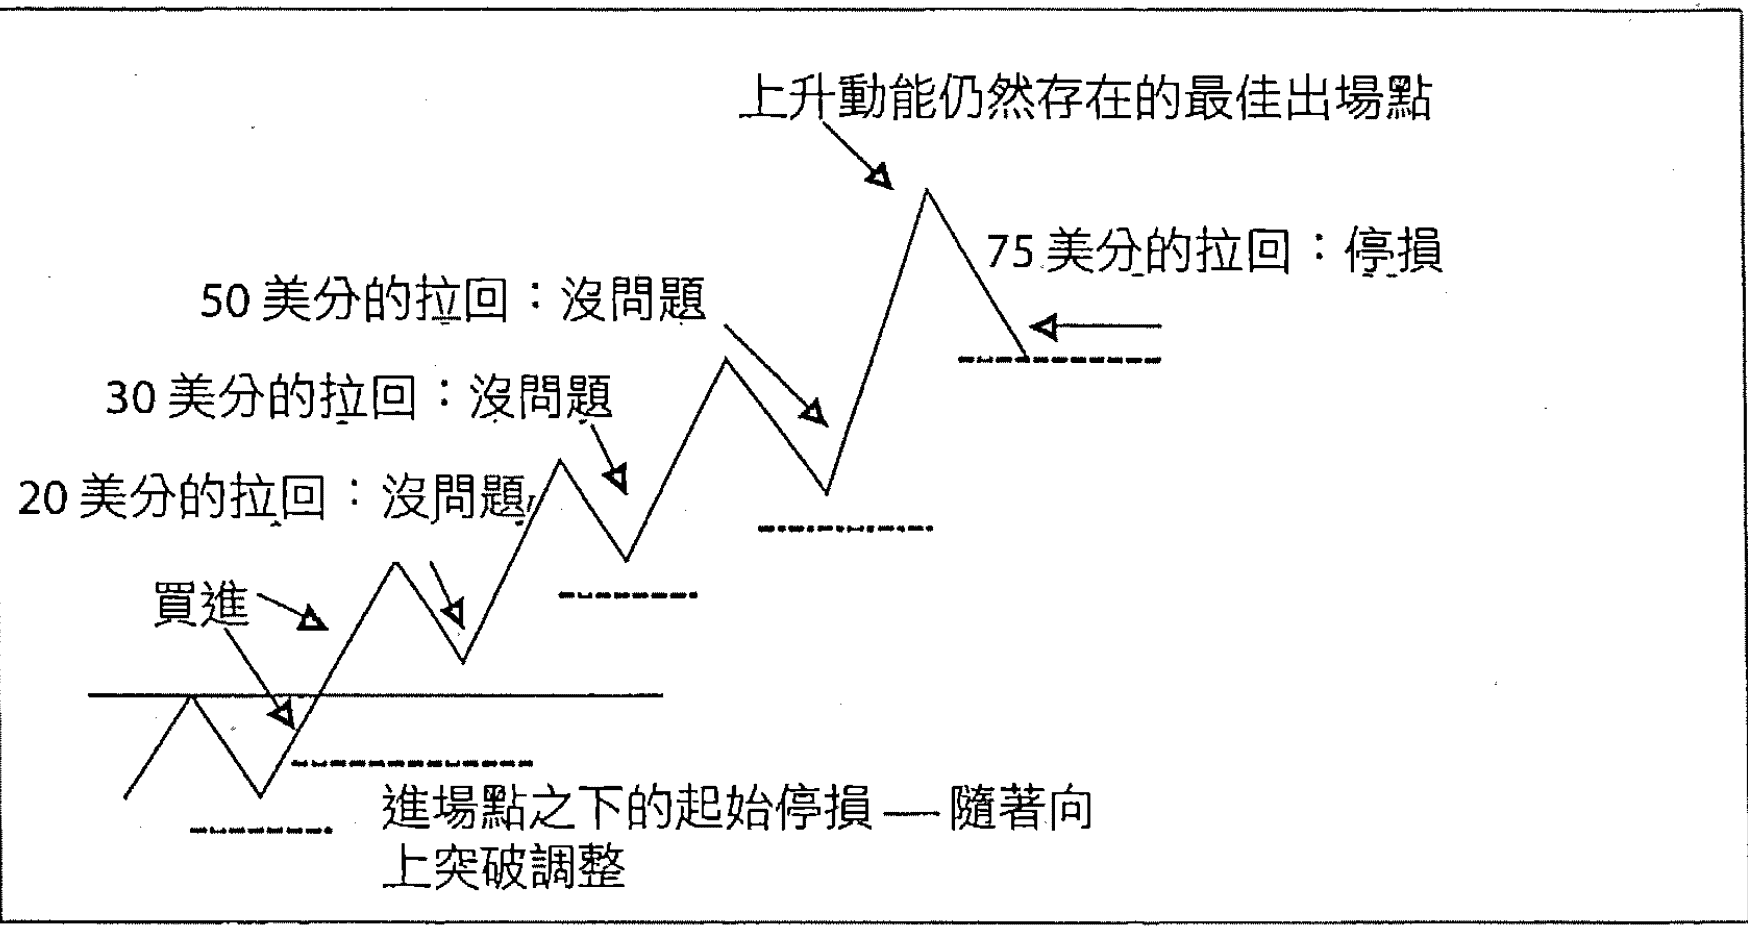 上升動能仍然存在的最佳出場點
75 美分的拉回：停損
50 美分的拉回：沒問題
30 美分的拉回：沒問題
20 美分的拉回：沒問題
買進
進場點之下的起始停損 — 隨著向
上突破調整